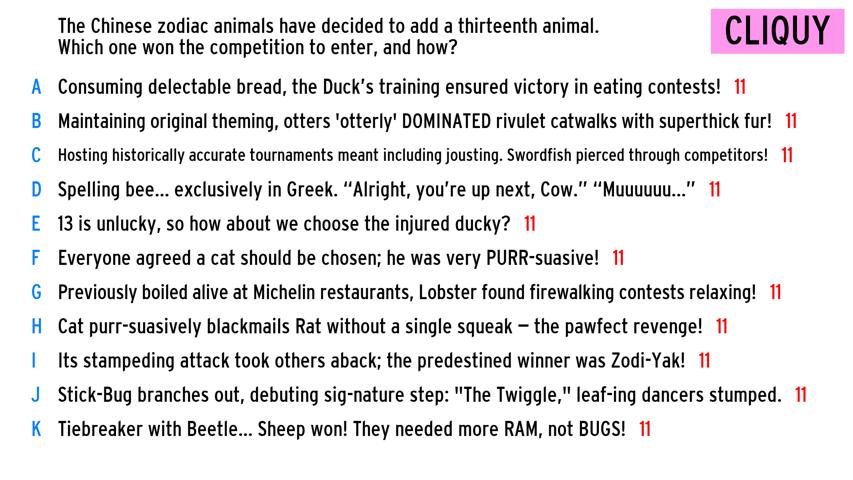 The Chinese zodiac animals have decided to add a thirteenth animal.
Which one won the competition to enter, and how?
CLIQUY
A Consuming delectable bread, the Duck's training ensured victory in eating contests! 11
B Maintaining original theming, otters 'otterly' DOMINATED rivulet catwalks with superthick fur! 11
C Hosting historically accurate tournaments meant including jousting. Swordfish pierced through competitors! 11
D Spelling bee... exclusively in Greek. “Alright, you're up next, Cow.” “Muuuuuu...” 11
E 13 is unlucky, so how about we choose the injured ducky? 11
F Everyone agreed a cat should be chosen; he was very PURR-suasive! 11
G Previously boiled alive at Michelin restaurants, Lobster found firewalking contests relaxing! 11
H Cat purr-suasively blackmails Rat without a single squeak – the pawfect revenge! 11
I Its stampeding attack took others aback; the predestined winner was Zodi-Yak! 11
J Stick-Bug branches out, debuting sig-nature step: "The Twiggle," leaf-ing dancers stumped. 11
K Tiebreaker with Beetle... Sheep won! They needed more RAM, not BUGS! 11